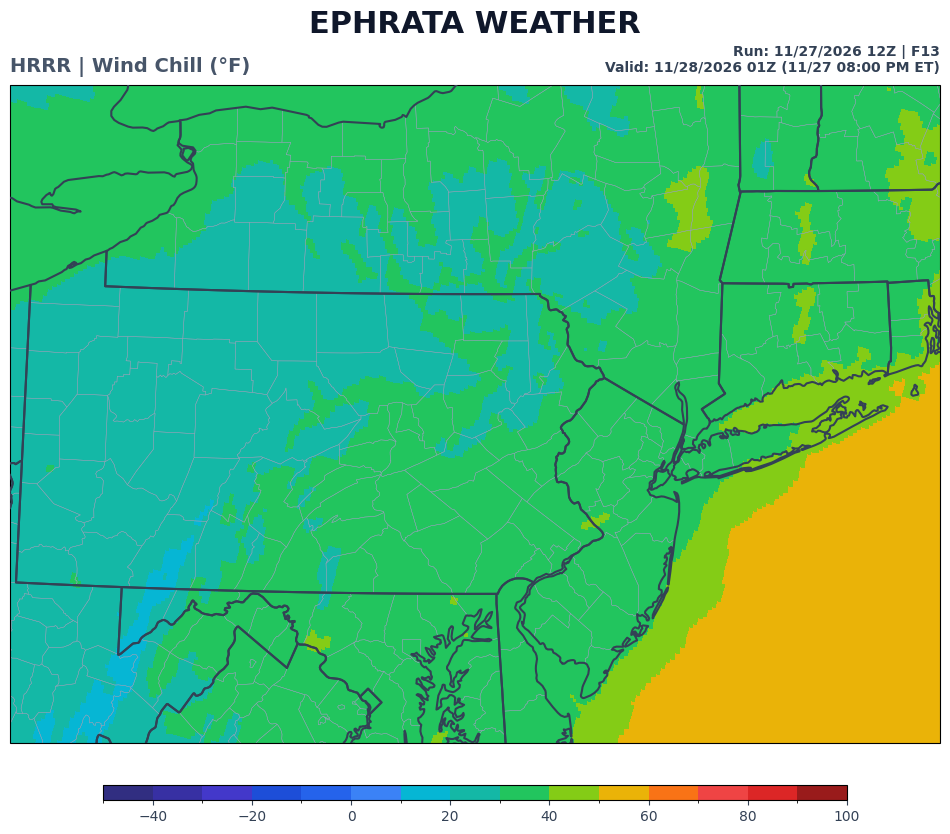 EPHRATA WEATHER
HRRR | Wind Chill (°F)
Run: 11/27/2026 12Z | F13
Valid: 11/28/2026 01Z (11/27 08:00 PM ET)
−40 −20 0 20 40 60 80 100